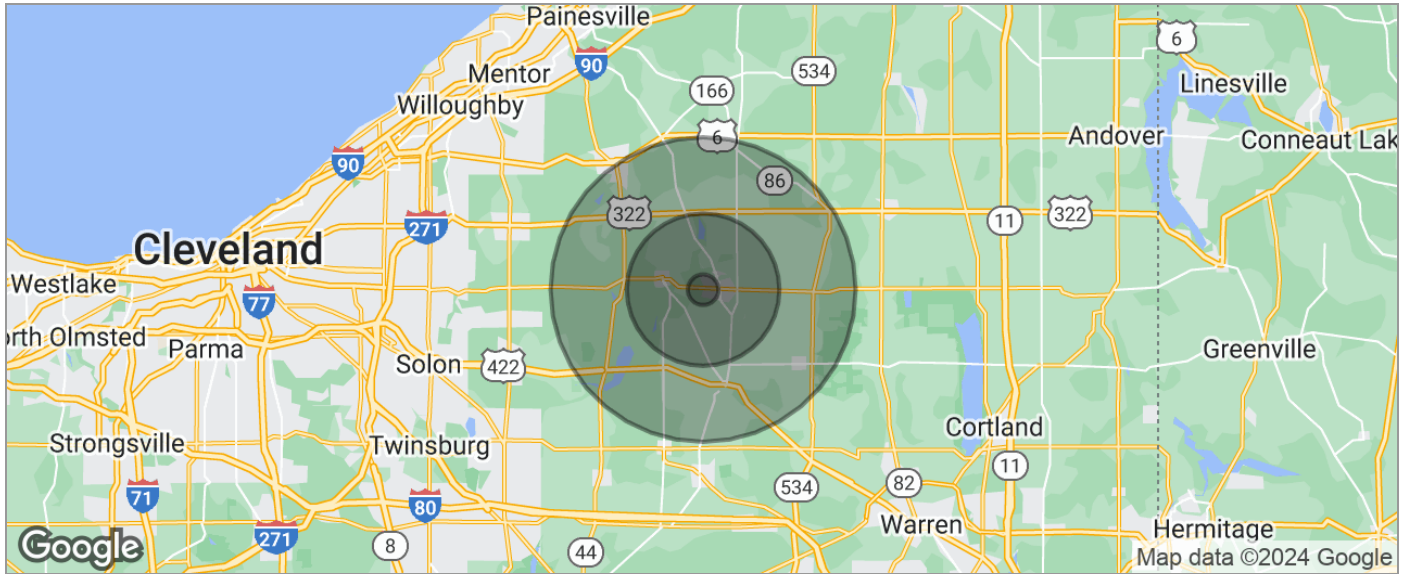 Painesville
90
Mentor
534
6
Linesville
166
Willoughby
6
Andover
Conneaut Lak
90
86
322
271
11
322
Cleveland
Westlake
77
orth Olmsted
Parma
Solon
422
Greenville
Strongsville
Twinsburg
Cortland
71
80
534
82
11
Warren
Hermitage
271
8
44
Google
Map data ©2024 Google